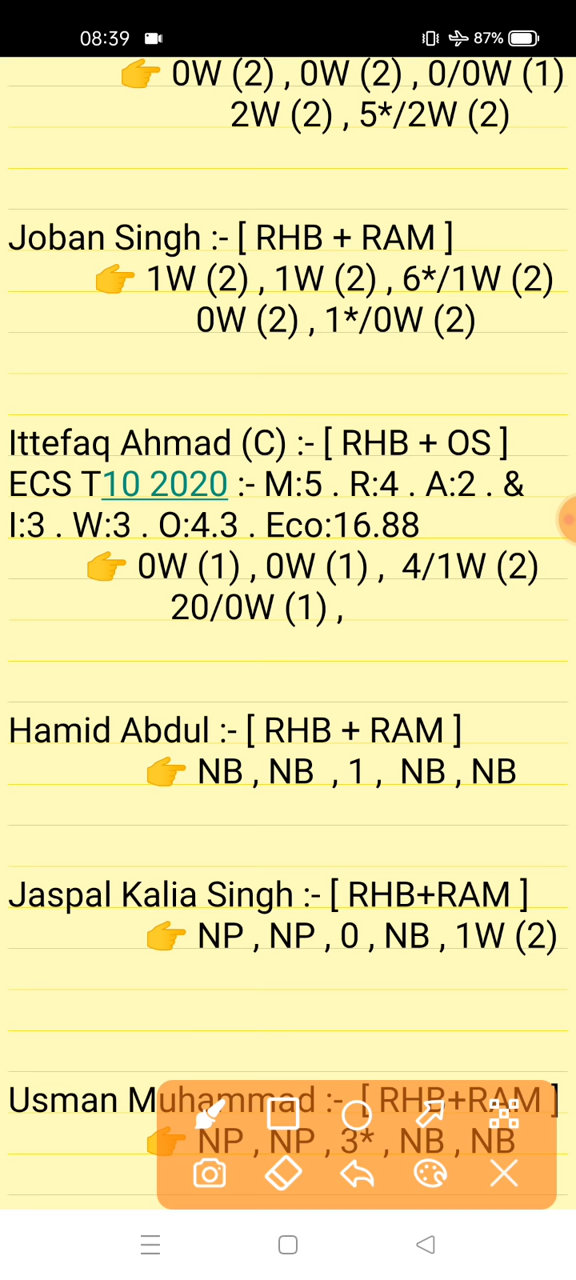 08:39 87%
👉 0W (2) , 0W (2) , 0/0W (1)
2W (2) , 5*/2W (2)
Joban Singh :- [ RHB + RAM ]
👉 1W (2) , 1W (2) , 6*/1W (2)
0W (2) , 1*/0W (2)
Ittefaq Ahmad (C) :- [ RHB + OS ]
ECS T10 2020 :- M:5 . R:4 . A:2 . &
I:3 . W:3 . O:4.3 . Eco:16.88
👉 0W (1) , 0W (1) , 4/1W (2)
20/0W (1) ,
Hamid Abdul :- [ RHB + RAM ]
👉 NB , NB , 1 , NB , NB
Jaspal Kalia Singh :- [ RHB+RAM ]
👉 NP , NP , 0 , NB , 1W (2)
Usman Muhammad :- [ RHB+RAM ]
👉 NP , NP , 3* , NB , NB